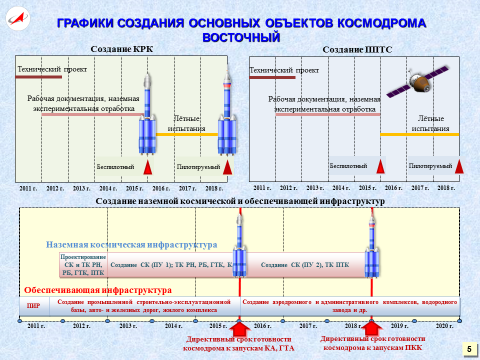 ГРАФИКИ СОЗДАНИЯ ОСНОВНЫХ ОБЪЕКТОВ КОСМОДРОМА
ВОСТОЧНЫЙ
Создание КРК
Технический проект
Рабочая документация, наземная
экспериментальная отработка
Лётные
испытания
Беспилотный
Пилотируемый
2011 г. 2012 г. 2013 г. 2014 г. 2015 г. 2016 г. 2017 г. 2018 г.
Создание ППТС
Технический проект
Рабочая документация, наземная
экспериментальная отработка
Лётные
испытания
Беспилотный
Пилотируемый
2011 г. 2012 г. 2013 г. 2014 г. 2015 г. 2016 г. 2017 г. 2018 г.
Создание наземной космической и обеспечивающей инфраструктур
Наземная космическая инфраструктура
Проектирование
СК и ТК РН,
РБ, ГТК, ПТК
Создание СК (ПУ 1); ТК РН, РБ, ГТК, К
Создание СК (ПУ 2), ТК ПТК
Обеспечивающая инфраструктура
ПИР
Создание промышленной строительно-эксплуатационной
базы, авто- и железных дорог, жилого комплекса
Создание аэродромного и административного комплексов, водородного
завода и др.
2011 г. 2012 г. 2013 г. 2014 г. 2015 г. 2016 г. 2017 г. 2018 г. 2019 г. 2020 г.
Директивный срок готовности
космодрома к запускам КА, ГТА
Директивный срок готовности
космодрома к запускам ПКК
5